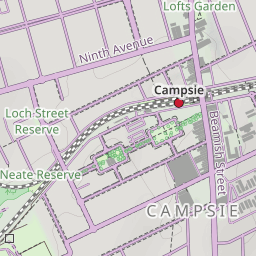 Lofts Garden
Ninth Avenue
Campsie
Loch Street
Reserve
Beamish Street
Neate Reserve
CAMPSIE